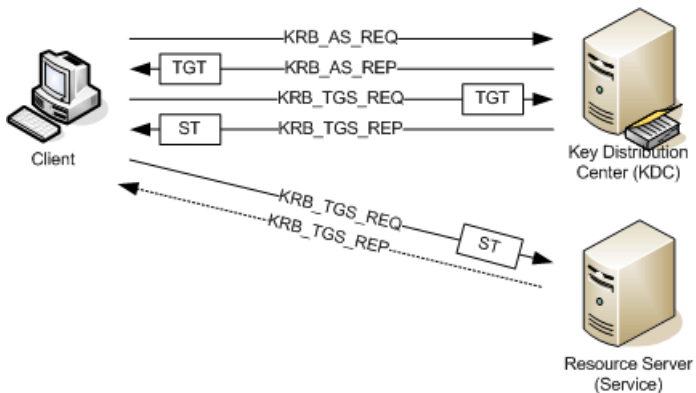 KRB_AS_REQ
TGT
KRB_AS_REP
KRB_TGS_REQ
TGT
ST
KRB_TGS_REP
Client
Key Distribution
Center (KDC)
KRB_TGS_REQ
ST
KRB_TGS_REP
Resource Server
(Service)